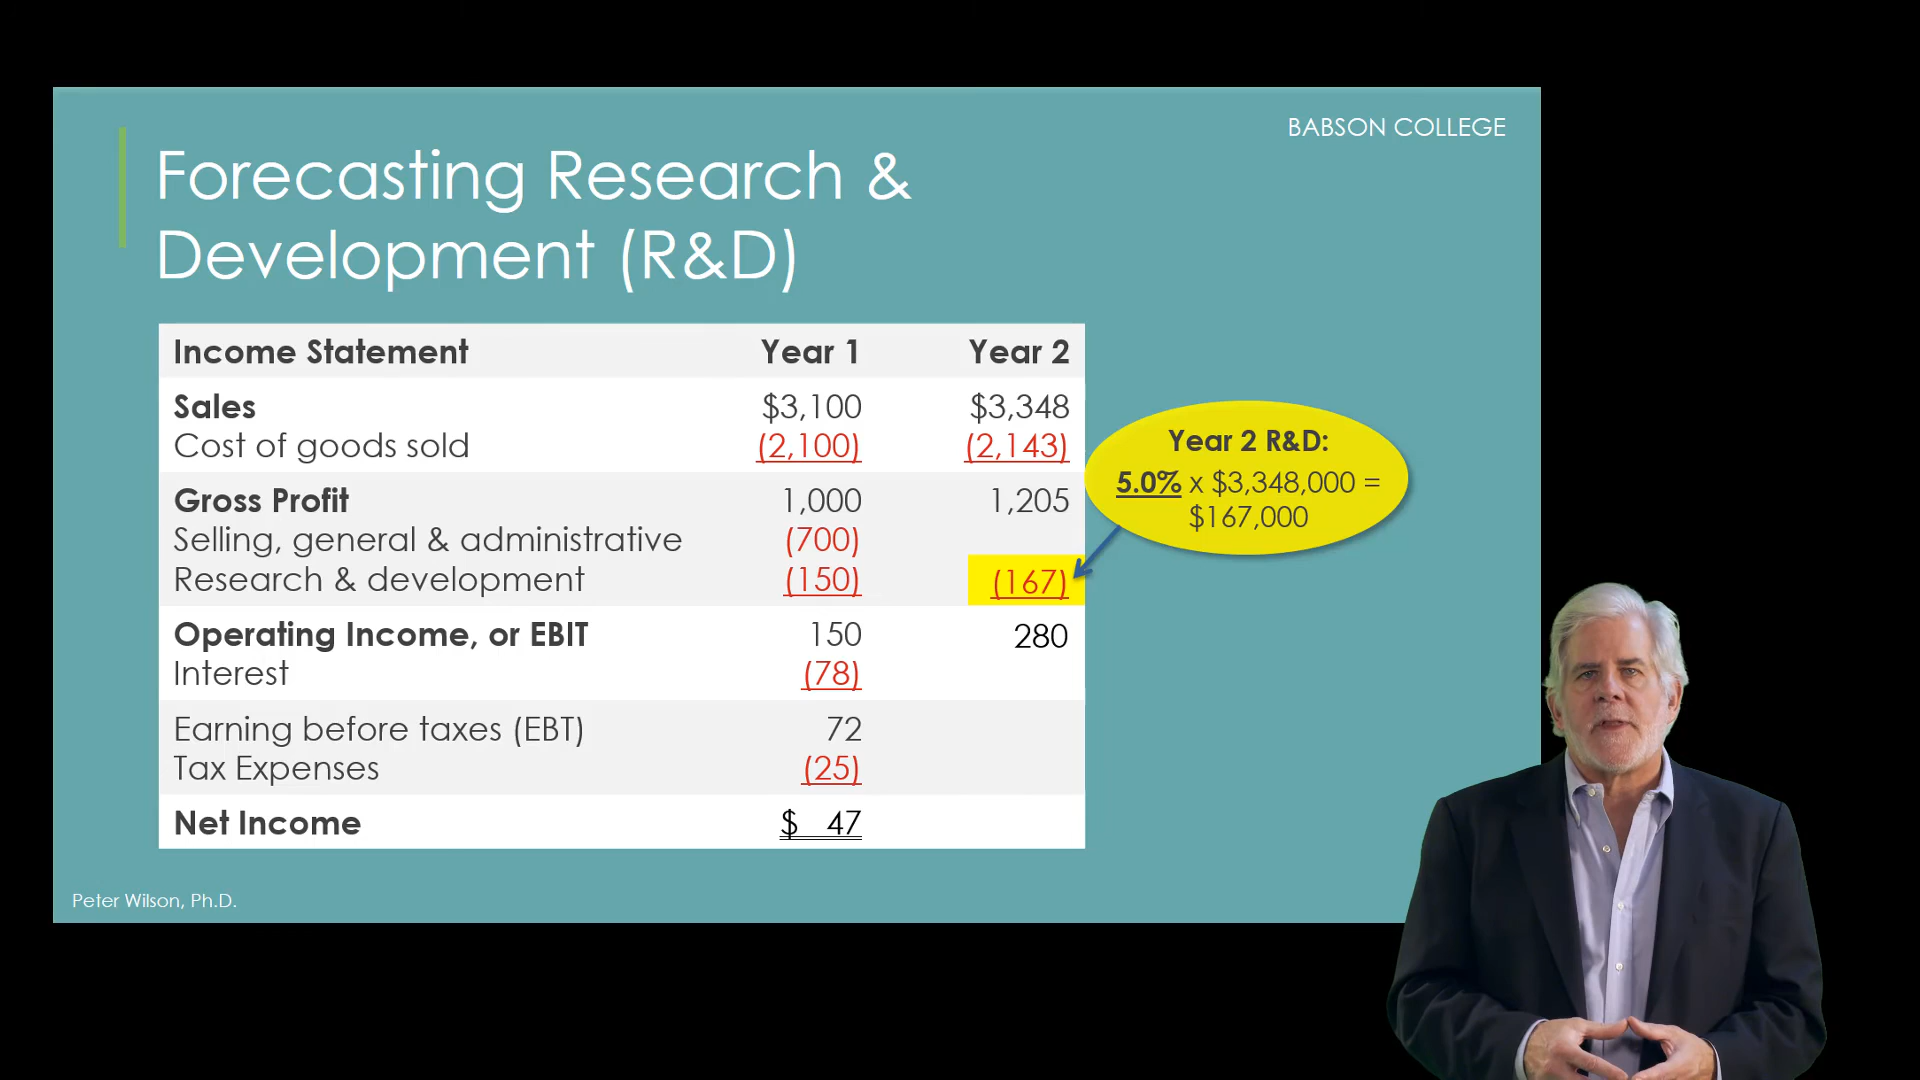 BABSON COLLEGE
Forecasting Research &
Development (R&D)
Income Statement Year 1 Year 2
Sales $3,100 $3,348
Cost of goods sold (2,100) (2,143)
Gross Profit 1,000 1,205
Selling, general & administrative (700)
Research & development (150) (167)
Operating Income, or EBIT 150 280
Interest (78)
Earning before taxes (EBT) 72
Tax Expenses (25)
Net Income $ 47
Year 2 R&D:
5.0% x $3,348,000 =
$167,000
Peter Wilson, Ph.D.